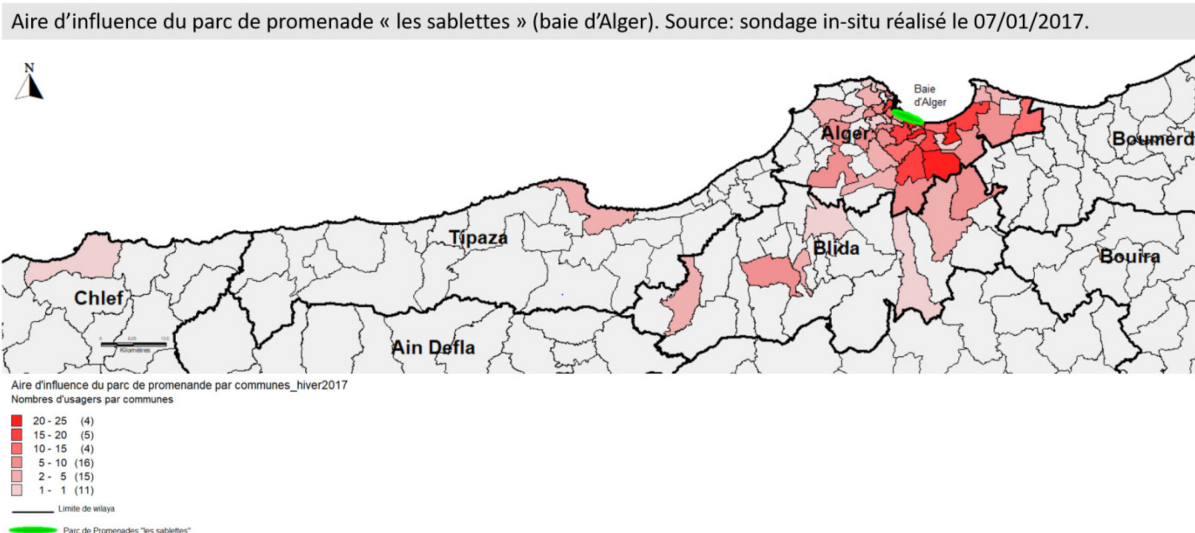 Aire d’influence du parc de promenade « les sablettes » (baie d’Alger). Source: sondage in-situ réalisé le 07/01/2017.
N
Baie
d'Alger
Alger
Boumerd
Tipaza
Blida
Bouira
Chlef
Ain Defla
Kilomètres
Aire d'influence du parc de promenande par communes_hiver2017
Nombres d'usagers par communes
20 - 25 (4)
15 - 20 (5)
10 - 15 (4)
5 - 10 (16)
2 - 5 (15)
1 - 1 (11)
Limite de wilaya
Parc de Promenades "les sablettes"